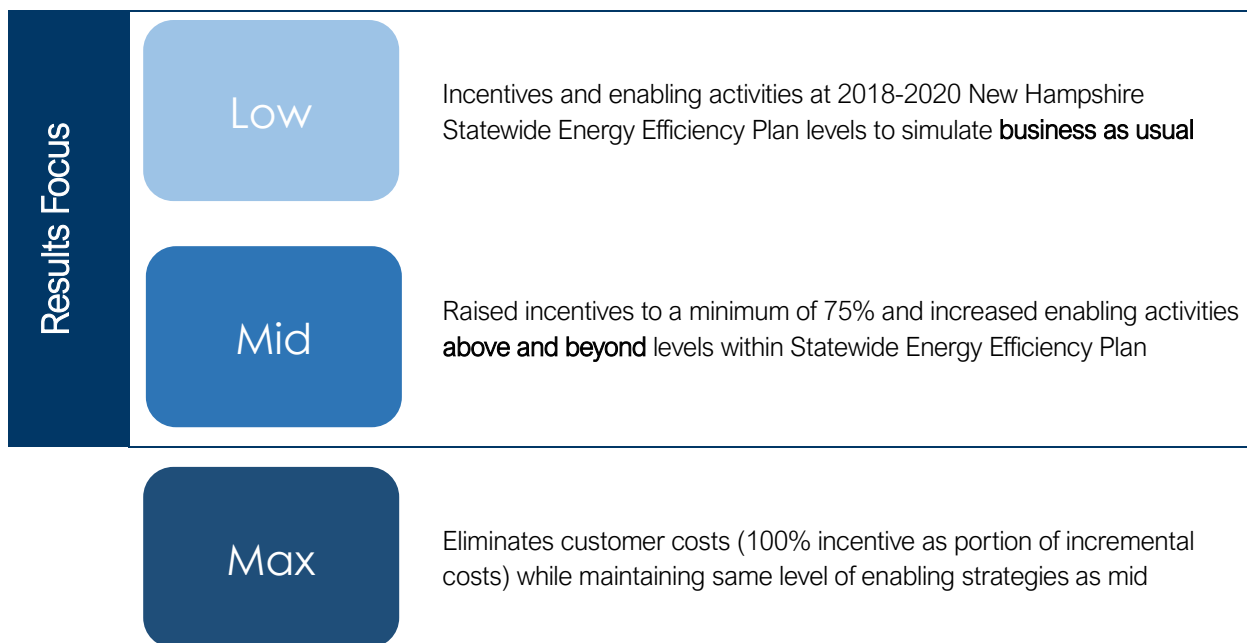 Results Focus
Low
Incentives and enabling activities at 2018-2020 New Hampshire
Statewide Energy Efficiency Plan levels to simulate business as usual
Mid
Raised incentives to a minimum of 75% and increased enabling activities
above and beyond levels within Statewide Energy Efficiency Plan
Max
Eliminates customer costs (100% incentive as portion of incremental
costs) while maintaining same level of enabling strategies as mid